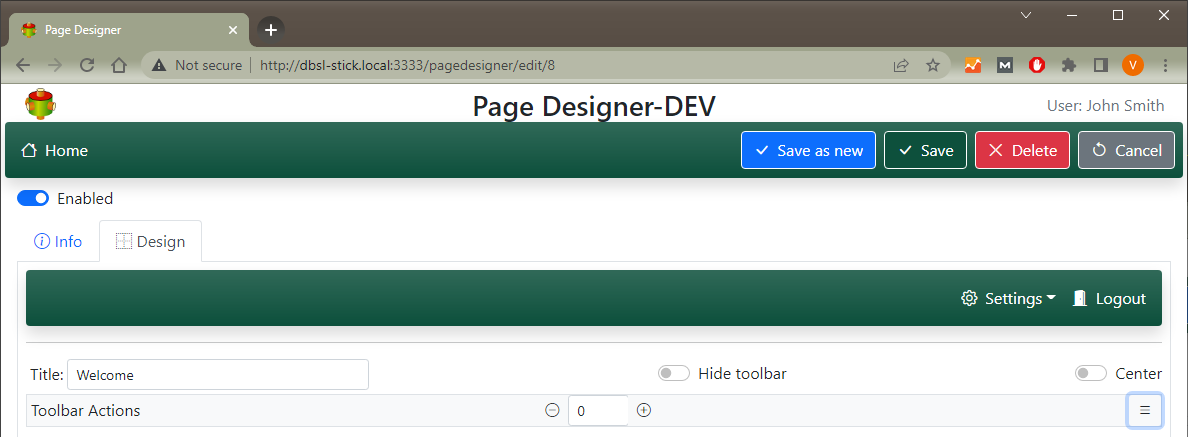 Page Designer
Not secure | http://dbsl-stick.local:3333/pagedesigner/edit/8
V
Page Designer-DEV
User: John Smith
Home
Save as new
Save
Delete
Cancel
Enabled
Info
Design
Settings
Logout
Title: Welcome
Hide toolbar
Center
Toolbar Actions
0